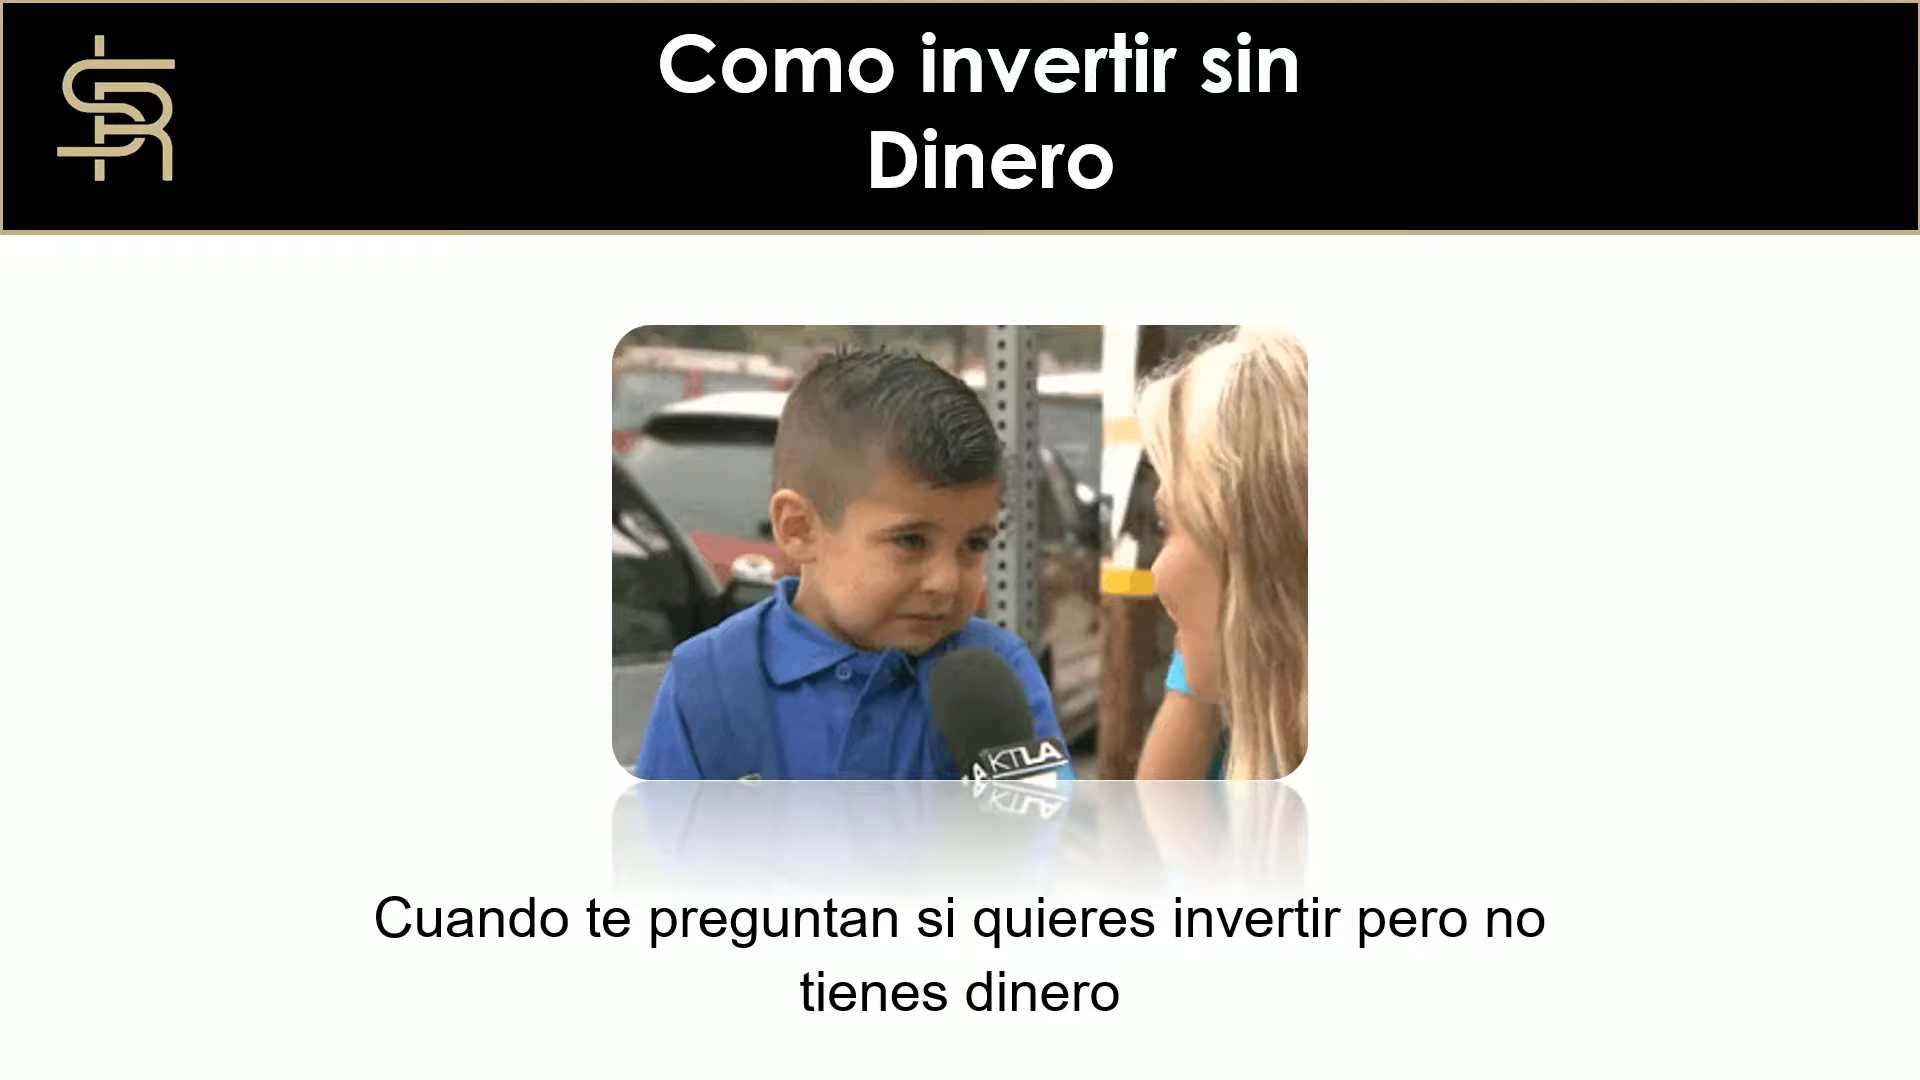 Como invertir sin
Dinero
KTLA
Cuando te preguntan si quieres invertir pero no
tienes dinero